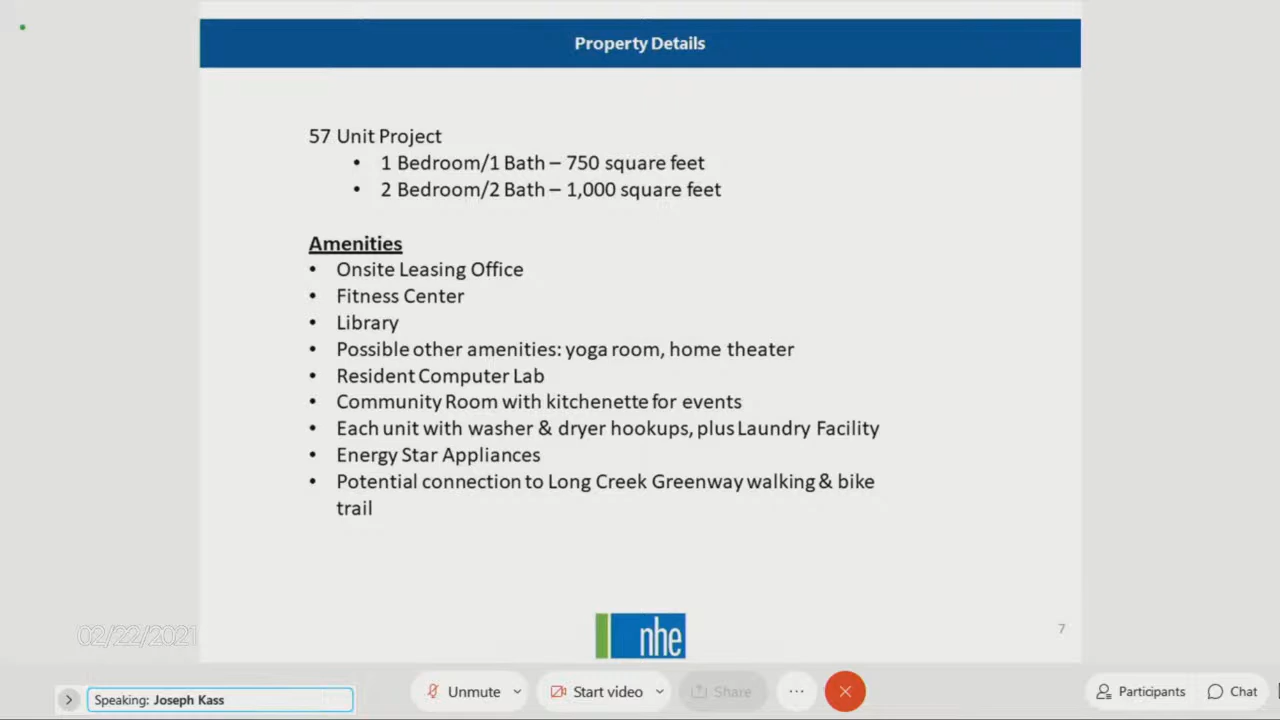 Property Details
57 Unit Project
• 1 Bedroom/1 Bath – 750 square feet
• 2 Bedroom/2 Bath – 1,000 square feet
Amenities
• Onsite Leasing Office
• Fitness Center
• Library
• Possible other amenities: yoga room, home theater
• Resident Computer Lab
• Community Room with kitchenette for events
• Each unit with washer & dryer hookups, plus Laundry Facility
• Energy Star Appliances
• Potential connection to Long Creek Greenway walking & bike
trail
nhe
7
02/22/2021
Speaking: Joseph Kass
Unmute
Start video
Share
Participants
Chat